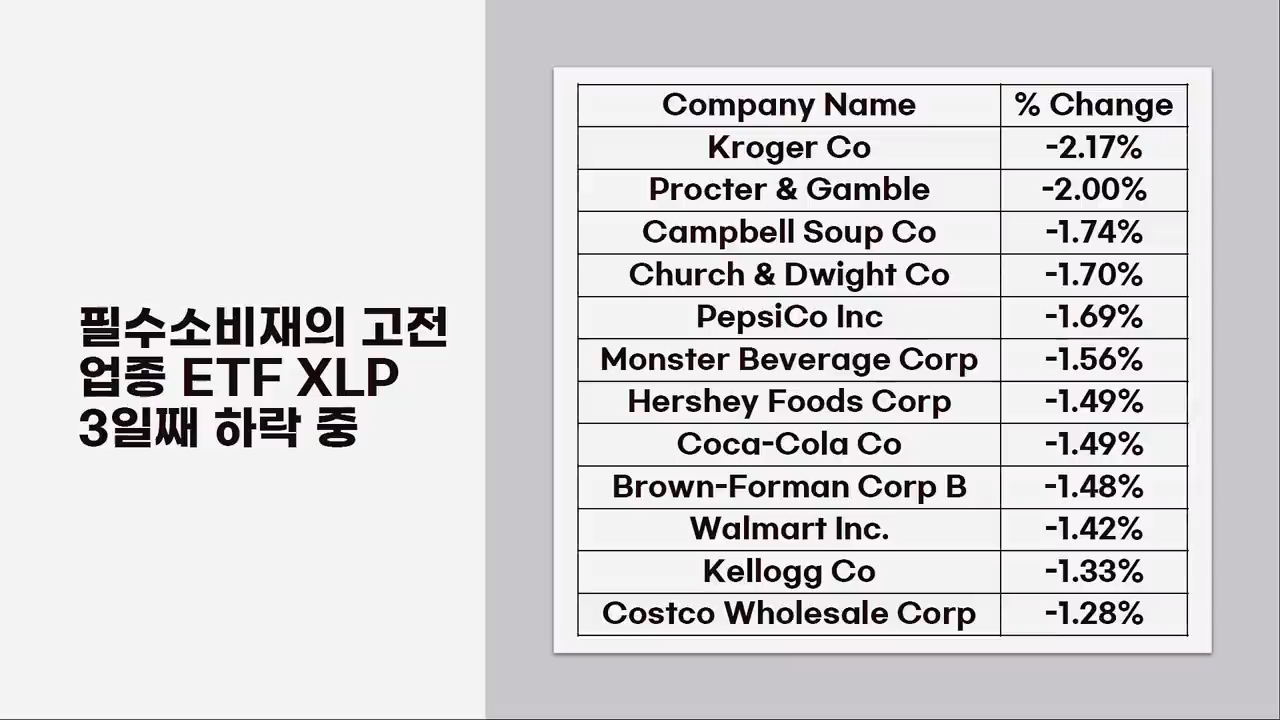 필수소비재의 고전
업종 ETF XLP
3일째 하락 중
Company Name % Change
Kroger Co -2.17%
Procter & Gamble -2.00%
Campbell Soup Co -1.74%
Church & Dwight Co -1.70%
PepsiCo Inc -1.69%
Monster Beverage Corp -1.56%
Hershey Foods Corp -1.49%
Coca-Cola Co -1.49%
Brown-Forman Corp B -1.48%
Walmart Inc. -1.42%
Kellogg Co -1.33%
Costco Wholesale Corp -1.28%